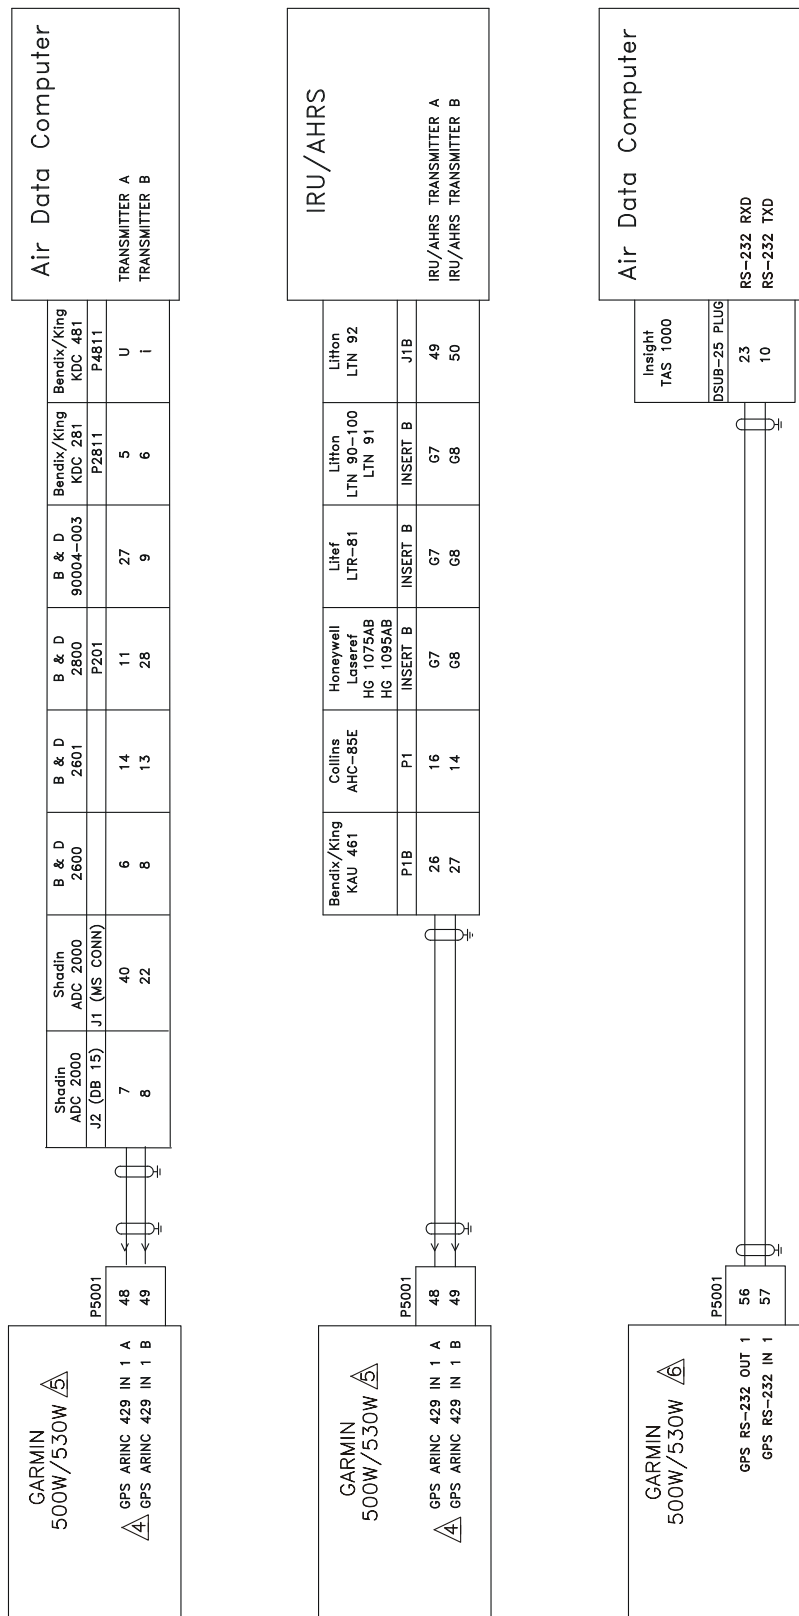 GARMIN
500W/530W 5
4 GPS ARINC 429 IN 1 A
GPS ARINC 429 IN 1 B
P5001
48
49
Shadin
ADC 2000
J2 (DB 15)
7
8
Shadin
ADC 2000
J1 (MS CONN)
40
22
B & D
2600
6
8
B & D
2601
14
13
B & D
2800
P201
11
28
B & D
90004-003
27
9
Bendix/King
KDC 281
P2811
5
6
Bendix/King
KDC 481
P4811
U
i
Air Data Computer
TRANSMITTER A
TRANSMITTER B
GARMIN
500W/530W 5
4 GPS ARINC 429 IN 1 A
GPS ARINC 429 IN 1 B
P5001
48
49
Bendix/King
KAU 461
P1B
26
27
Collins
AHC-85E
P1
16
14
Honeywell
Laseref
HG 1075AB
HG 1095AB
INSERT B
G7
G8
Litef
LTR-81
INSERT B
G7
G8
Litton
LTN 90-100
LTN 91
INSERT B
G7
G8
Litton
LTN 92
J1B
49
50
IRU/AHRS
IRU/AHRS TRANSMITTER A
IRU/AHRS TRANSMITTER B
GARMIN
500W/530W 6
GPS RS-232 OUT 1
GPS RS-232 IN 1
P5001
56
57
Insight
TAS 1000
DSUB-25 PLUG
23
10
Air Data Computer
RS-232 RXD
RS-232 TXD